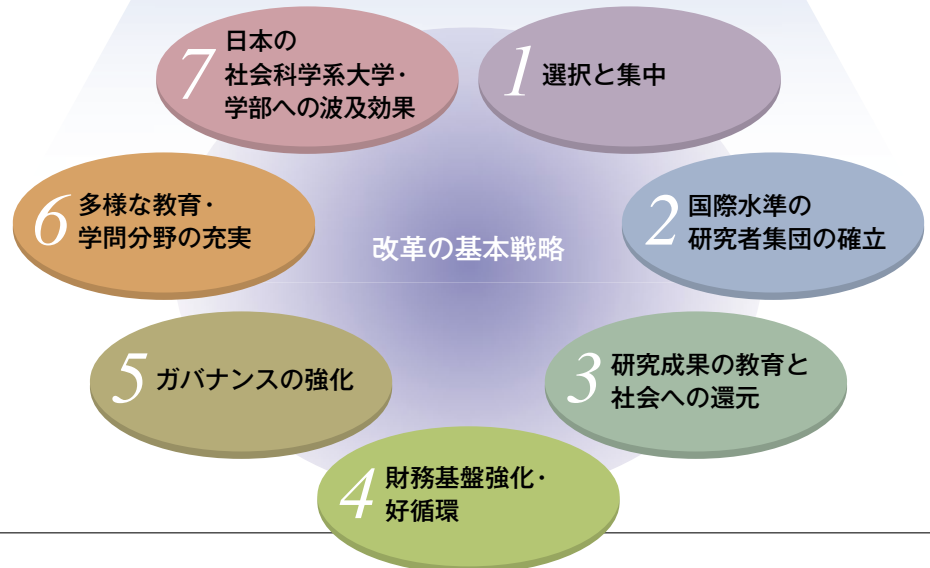 改革の基本戦略
1 選択と集中
2 国際水準の
研究者集団の確立
3 研究成果の教育と
社会への還元
4 財務基盤強化・
好循環
5 ガバナンスの強化
6 多様な教育・
学問分野の充実
7 日本の
社会科学系大学・
学部への波及効果